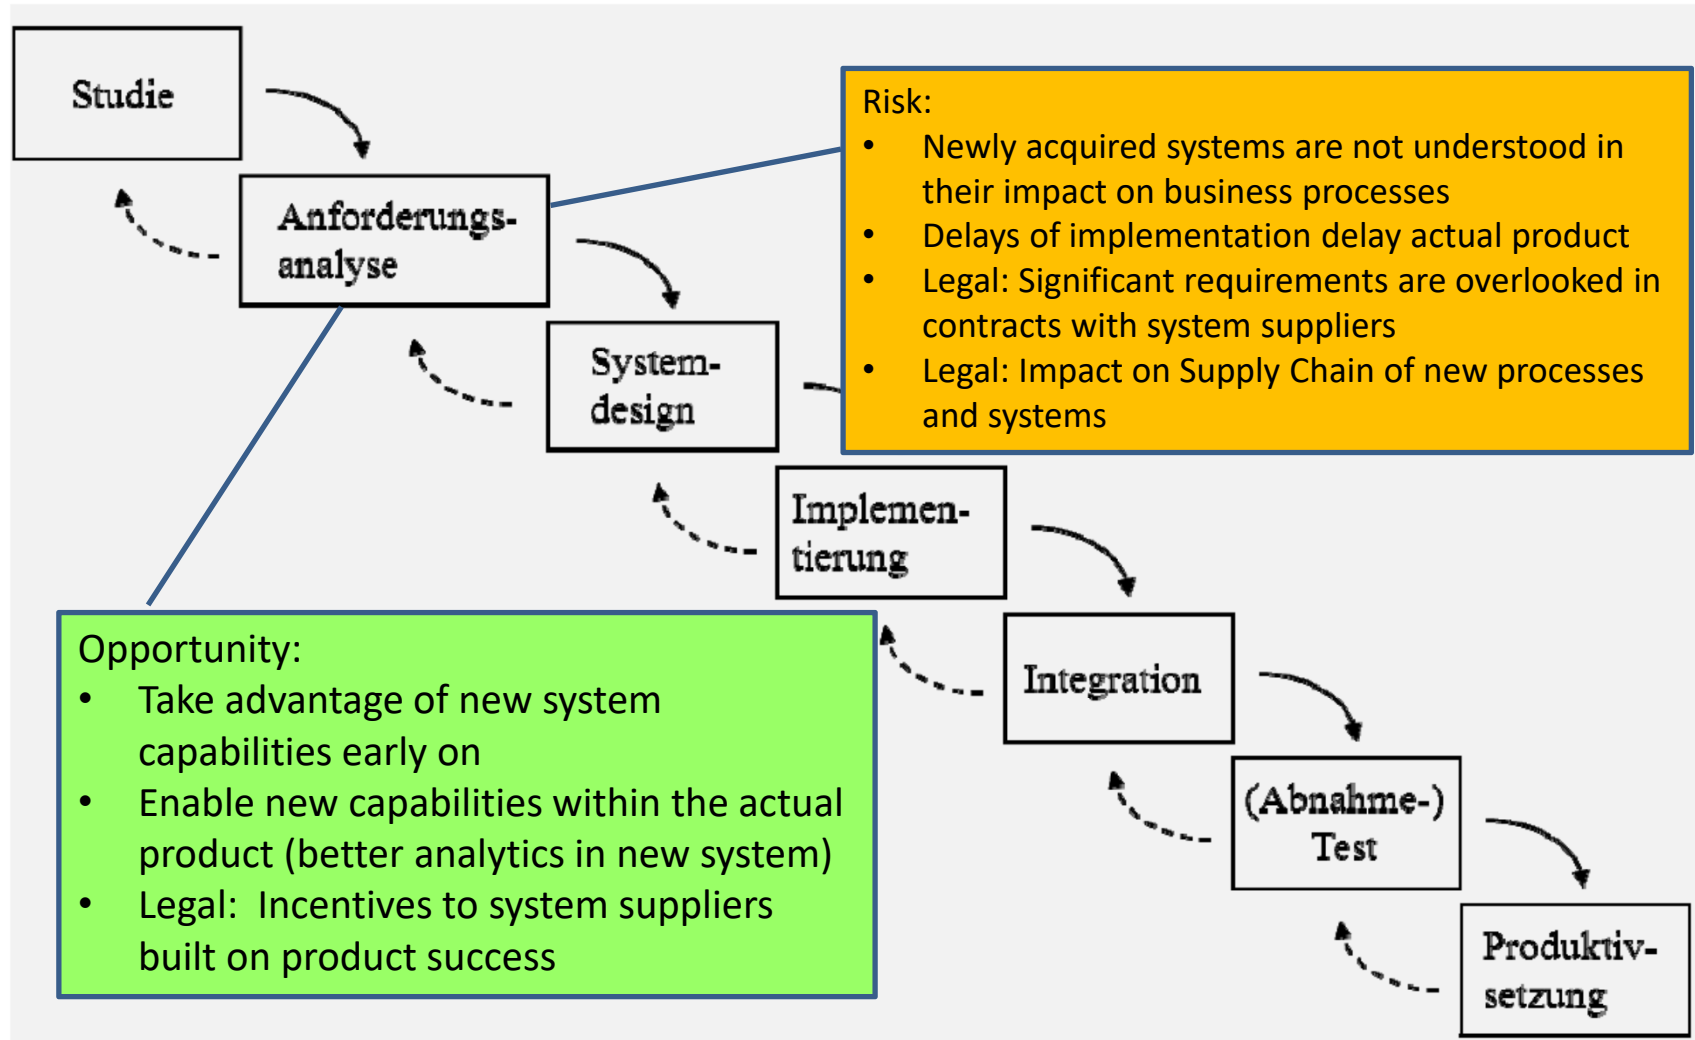 Studie
Anforderungs-
analyse
System-
design
Implemen-
tierung
Integration
(Abnahme-)
Test
Produktiv-
setzung
Risk:
• Newly acquired systems are not understood in
their impact on business processes
• Delays of implementation delay actual product
• Legal: Significant requirements are overlooked in
contracts with system suppliers
• Legal: Impact on Supply Chain of new processes
and systems
Opportunity:
• Take advantage of new system
capabilities early on
• Enable new capabilities within the actual
product (better analytics in new system)
• Legal:  Incentives to system suppliers
built on product success